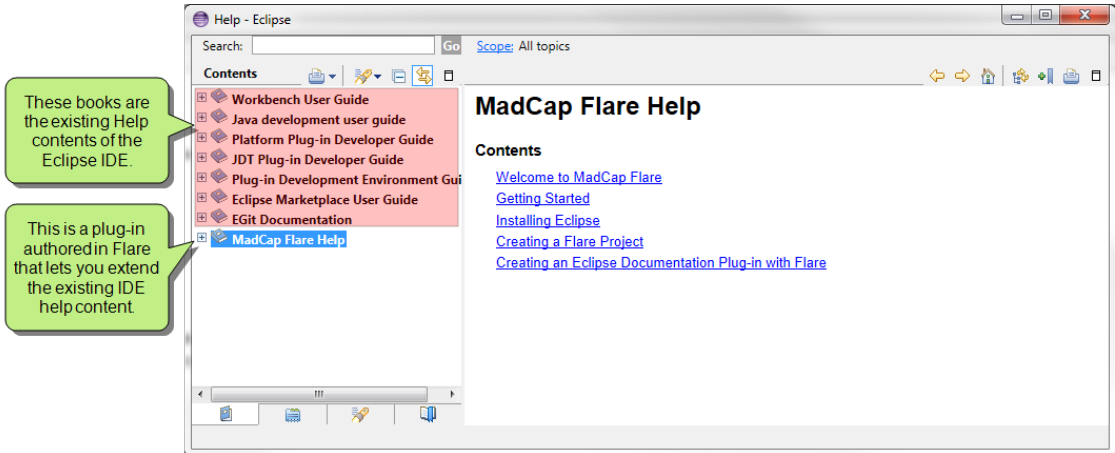 Help - Eclipse
Search:
Go
Scope: All topics
Contents
These books are
the existing Help
contents of the
Eclipse IDE.
Workbench User Guide
Java development user guide
Platform Plug-in Developer Guide
JDT Plug-in Developer Guide
Plug-in Development Environment Gui
Eclipse Marketplace User Guide
EGit Documentation
This is a plug-in
authored in Flare
that lets you extend
the existing IDE
help content.
MadCap Flare Help
MadCap Flare Help
Contents
Welcome to MadCap Flare
Getting Started
Installing Eclipse
Creating a Flare Project
Creating an Eclipse Documentation Plug-in with Flare